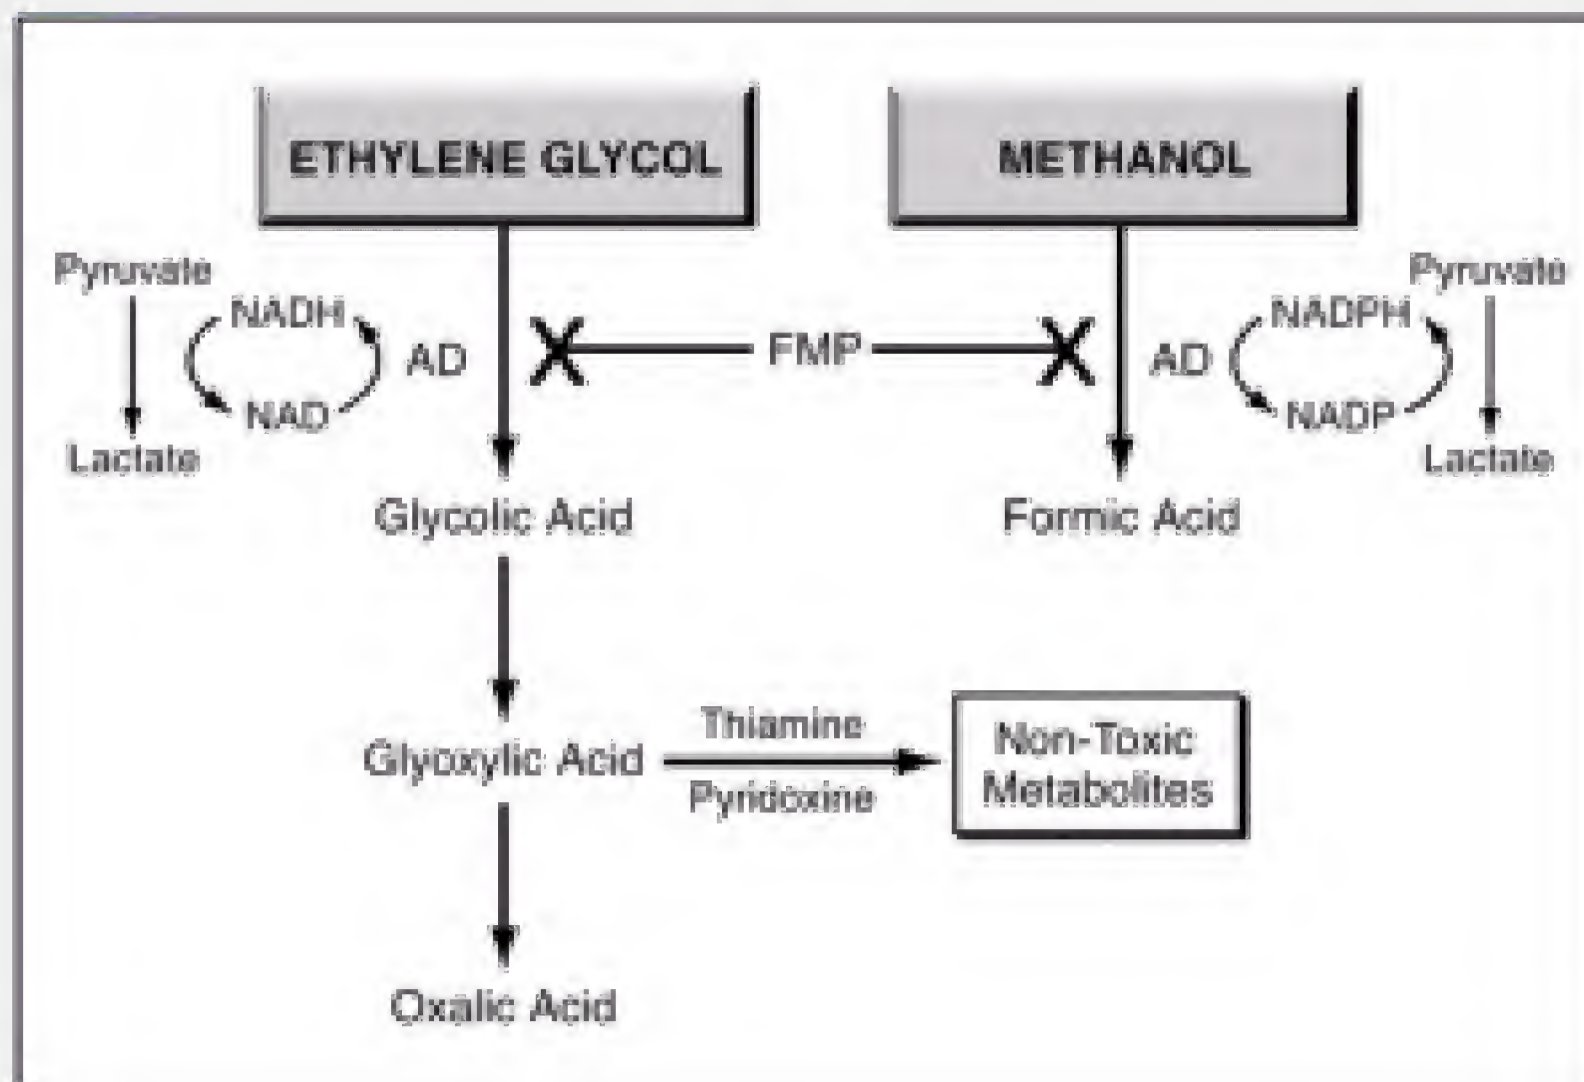 ETHYLENE GLYCOL
METHANOL
Pyruvate
NADH
AD
NAD
Lactate
FMP
AD
NADPH
NADP
Pyruvate
Lactate
Glycolic Acid
Formic Acid
Glyoxylic Acid
Thiamine
Pyridoxine
Non-Toxic
Metabolites
Oxalic Acid